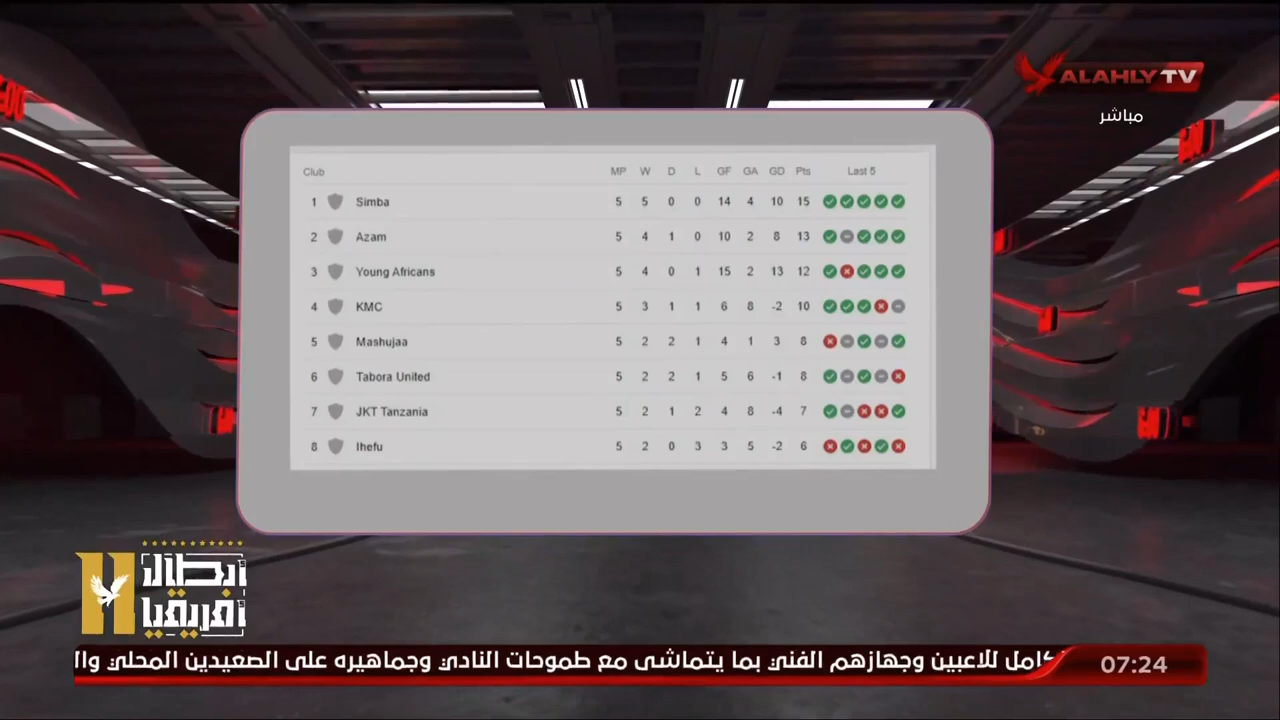 ALAHLY TV
مباشر
Club MP W D L GF GA GD Pts Last 5
1 Simba 5 5 0 0 14 4 10 15
2 Azam 5 4 1 0 10 2 8 13
3 Young Africans 5 4 0 1 15 2 13 12
4 KMC 5 3 1 1 6 8 -2 10
5 Mashujaa 5 2 2 1 4 1 3 8
6 Tabora United 5 2 2 1 5 6 -1 8
7 JKT Tanzania 5 2 1 2 4 8 -4 7
8 Ihefu 5 2 0 3 3 5 -2 6
11 أبطال
أفريقيا
كامل للاعبين وجهازهم الفني بما يتماشى مع طموحات النادي وجماهيره على الصعيدين المحلي وال
07:24